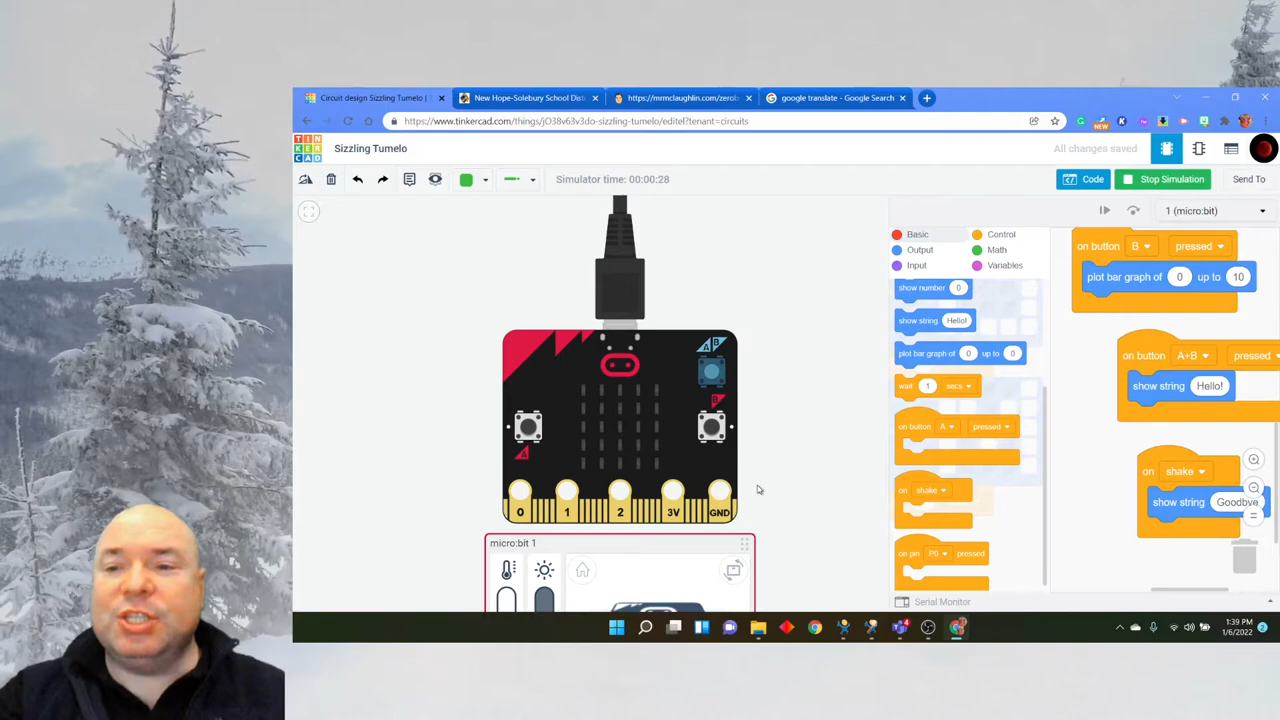 Circuit design Sizzling Tumelo |
New Hope-Solebury School Dist
https://mrmclaughlin.com/zerob
google translate - Google Search
https://www.tinkercad.com/things/jO38v63v3do-sizzling-tumelo/editel?tenant=circuits
NEW
TIN
KER
CAD
Sizzling Tumelo
All changes saved
Simulator time: 00:00:28
Code
Stop Simulation
Send To
1 (micro:bit)
Basic
Control
Output
Math
Input
Variables
show number 0
show string Hello!
plot bar graph of 0 up to 0
wait 1 secs
on button A pressed
on shake
on pin P0 pressed
on button B pressed
plot bar graph of 0 up to 10
on button A+B pressed
show string Hello!
on shake
show string Goodbye
A B
B
A
0 1 2 3V GND
micro:bit 1
Serial Monitor
4
1:39 PM
1/6/2022
2